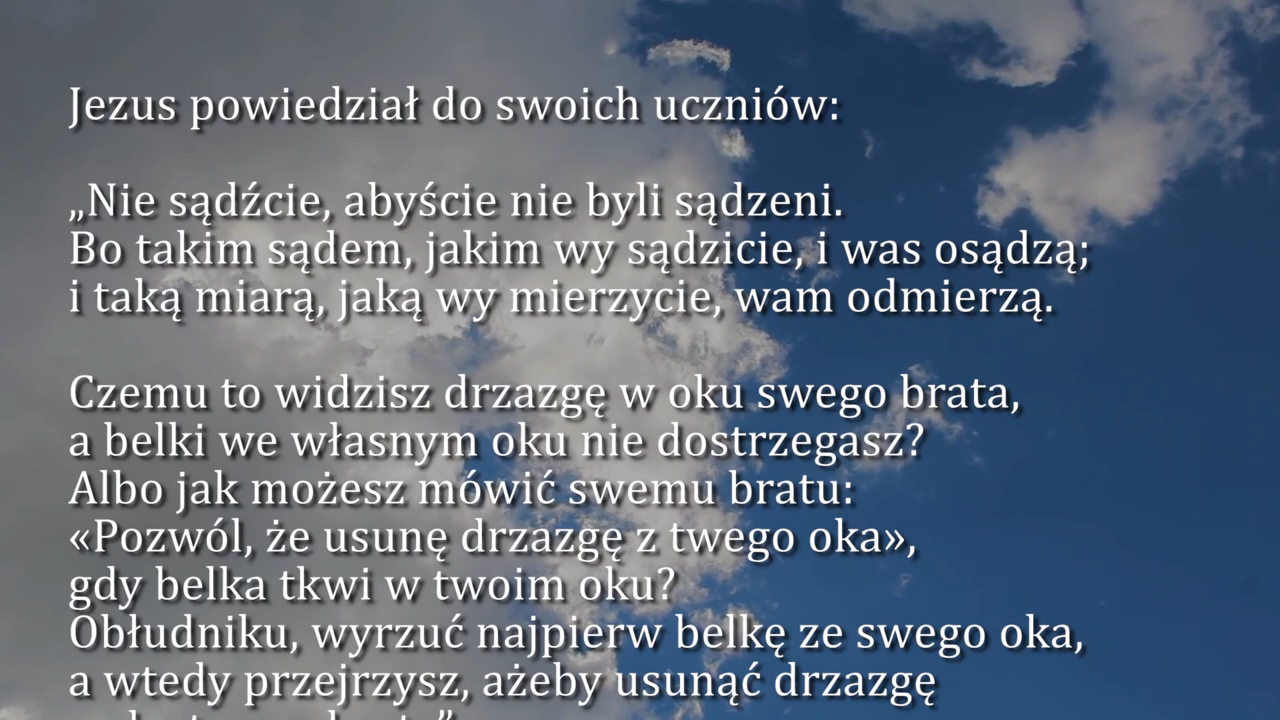 Jezus powiedział do swoich uczniów:
„Nie sądźcie, abyście nie byli sądzeni.
Bo takim sądem, jakim wy sądzicie, i was osądzą;
i taką miarą, jaką wy mierzycie, wam odmierzą.
Czemu to widzisz drzazgę w oku swego brata,
a belki we własnym oku nie dostrzegasz?
Albo jak możesz mówić swemu bratu:
«Pozwól, że usunę drzazgę z twego oka»,
gdy belka tkwi w twoim oku?
Obłudniku, wyrzuć najpierw belkę ze swego oka,
a wtedy przejrzysz, ażeby usunąć drzazgę